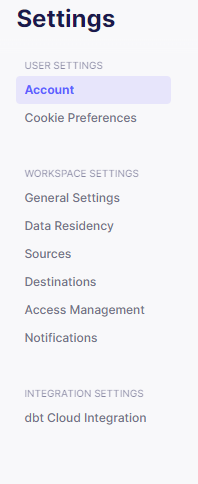 Settings
USER SETTINGS
Account
Cookie Preferences
WORKSPACE SETTINGS
General Settings
Data Residency
Sources
Destinations
Access Management
Notifications
INTEGRATION SETTINGS
dbt Cloud Integration